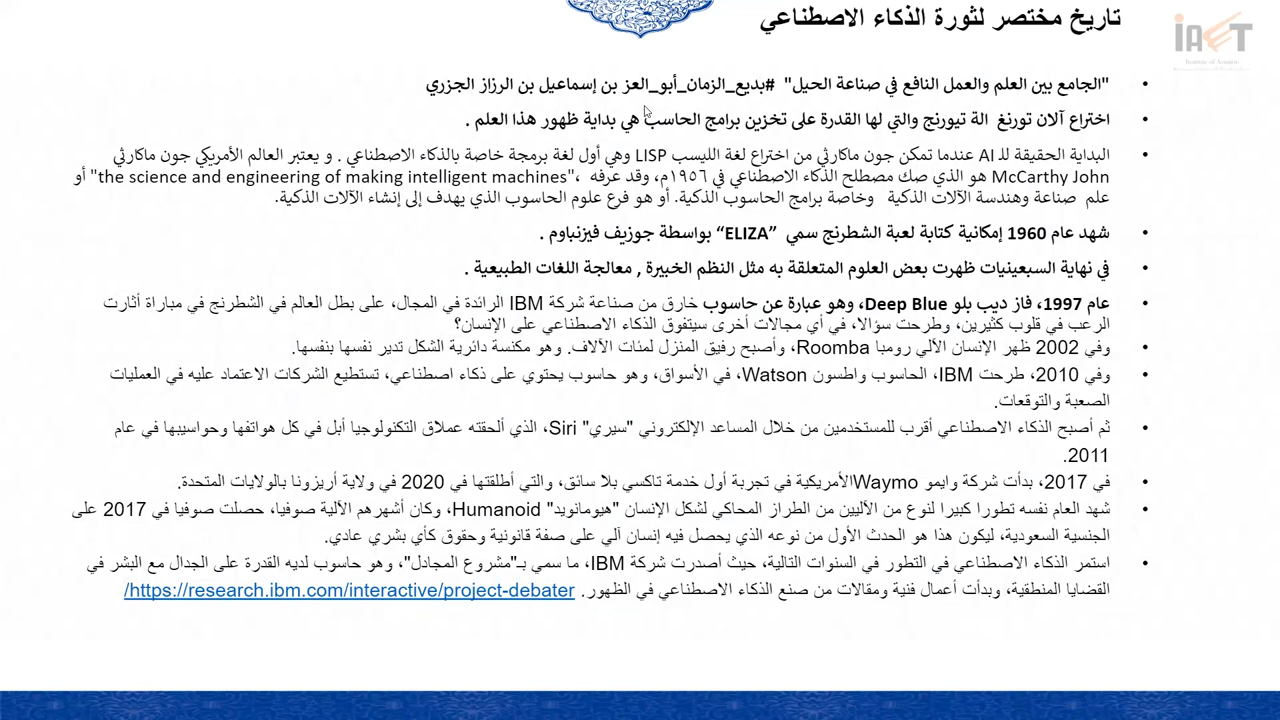 تاريخ مختصر لثورة الذكاء الاصطناعي
IAET
"الجامع بين العلم والعمل النافع في صناعة الحيل" #بديع_الزمان_أبو_العز بن إسماعيل بن الرزاز الجزري
اختراع آلان تورنغ الة تيورنج والتي لها القدرة على تخزين برامج الحاسب هي بداية ظهور هذا العلم .
البداية الحقيقة للـ AI عندما تمكن جون ماكارثي من اختراع لغة الليسب LISP وهي أول لغة برمجة خاصة بالذكاء الاصطناعي . و يعتبر العالم الأمريكي جون ماكارثي
McCarthy John هو الذي صك مصطلح الذكاء الاصطناعي في ١٩٥٦م، وقد عرفه "the science and engineering of making intelligent machines"، أو
علم صناعة وهندسة الآلات الذكية وخاصة برامج الحاسوب الذكية. أو هو فرع علوم الحاسوب الذي يهدف إلى إنشاء الآلات الذكية.
شهد عام 1960 إمكانية كتابة لعبة الشطرنج سمي “ELIZA” بواسطة جوزيف فيزنباوم .
في نهاية السبعينيات ظهرت بعض العلوم المتعلقة به مثل النظم الخبيرة , معالجة اللغات الطبيعية .
عام 1997، فاز ديب بلو Deep Blue، وهو عبارة عن حاسوب خارق من صناعة شركة IBM الرائدة في المجال، على بطل العالم في الشطرنج في مباراة أثارت
الرعب في قلوب كثيرين، وطرحت سؤالا، في أي مجالات أخرى سيتفوق الذكاء الاصطناعي على الإنسان؟
وفي 2002 ظهر الإنسان الآلي رومبا Roomba، وأصبح رفيق المنزل لمئات الآلاف. وهو مكنسة دائرية الشكل تدير نفسها بنفسها.
وفي 2010، طرحت IBM، الحاسوب واطسون Watson، في الأسواق، وهو حاسوب يحتوي على ذكاء اصطناعي، تستطيع الشركات الاعتماد عليه في العمليات
الصعبة والتوقعات.
ثم أصبح الذكاء الاصطناعي أقرب للمستخدمين من خلال المساعد الإلكتروني "سيري" Siri، الذي ألحقته عملاق التكنولوجيا أبل في كل هواتفها وحواسيبها في عام
2011.
في 2017، بدأت شركة وايمو Waymoالأمريكية في تجربة أول خدمة تاكسي بلا سائق، والتي أطلقتها في 2020 في ولاية أريزونا بالولايات المتحدة.
شهد العام نفسه تطورا كبيرا لنوع من الآليين من الطراز المحاكي لشكل الإنسان "هيومانويد" Humanoid، وكان أشهرهم الآلية صوفيا، حصلت صوفيا في 2017 على
الجنسية السعودية، ليكون هذا هو الحدث الأول من نوعه الذي يحصل فيه إنسان آلي على صفة قانونية وحقوق كأي بشري عادي.
استمر الذكاء الاصطناعي في التطور في السنوات التالية، حيث أصدرت شركة IBM، ما سمي بـ"مشروع المجادل"، وهو حاسوب لديه القدرة على الجدال مع البشر في
القضايا المنطقية، وبدأت أعمال فنية ومقالات من صنع الذكاء الاصطناعي في الظهور. https://research.ibm.com/interactive/project-debater/